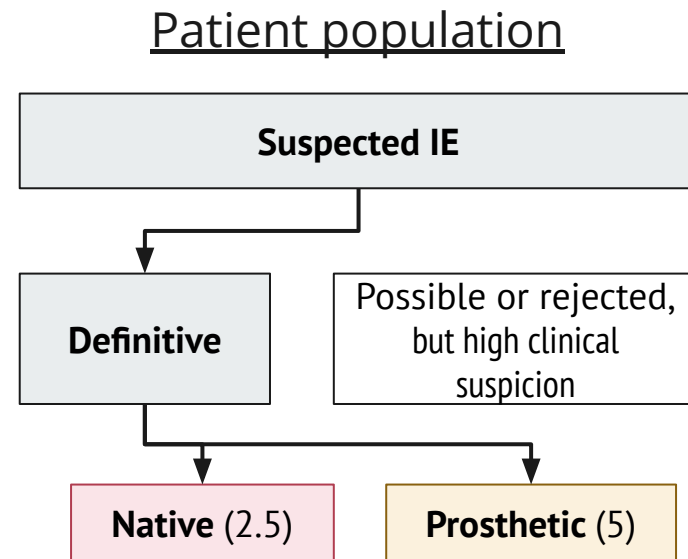 Patient population
Suspected IE
Definitive
Possible or rejected,
but high clinical
suspicion
Native (2.5)
Prosthetic (5)